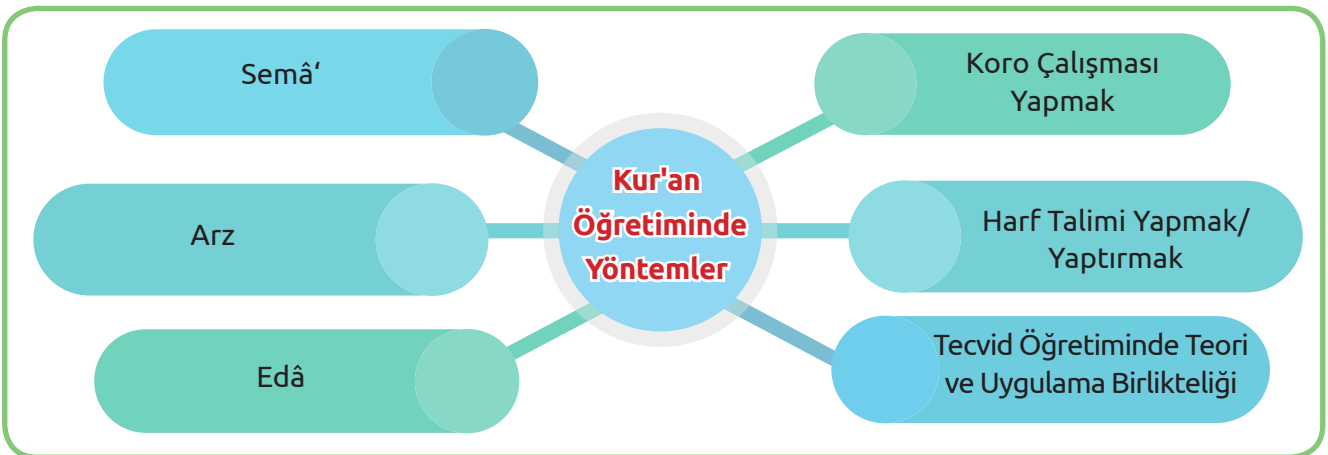 Kur'an
Öğretiminde
Yöntemler
Semâ‘
Arz
Edâ
Koro Çalışması
Yapmak
Harf Talimi Yapmak/
Yaptırmak
Tecvid Öğretiminde Teori
ve Uygulama Birlikteliği